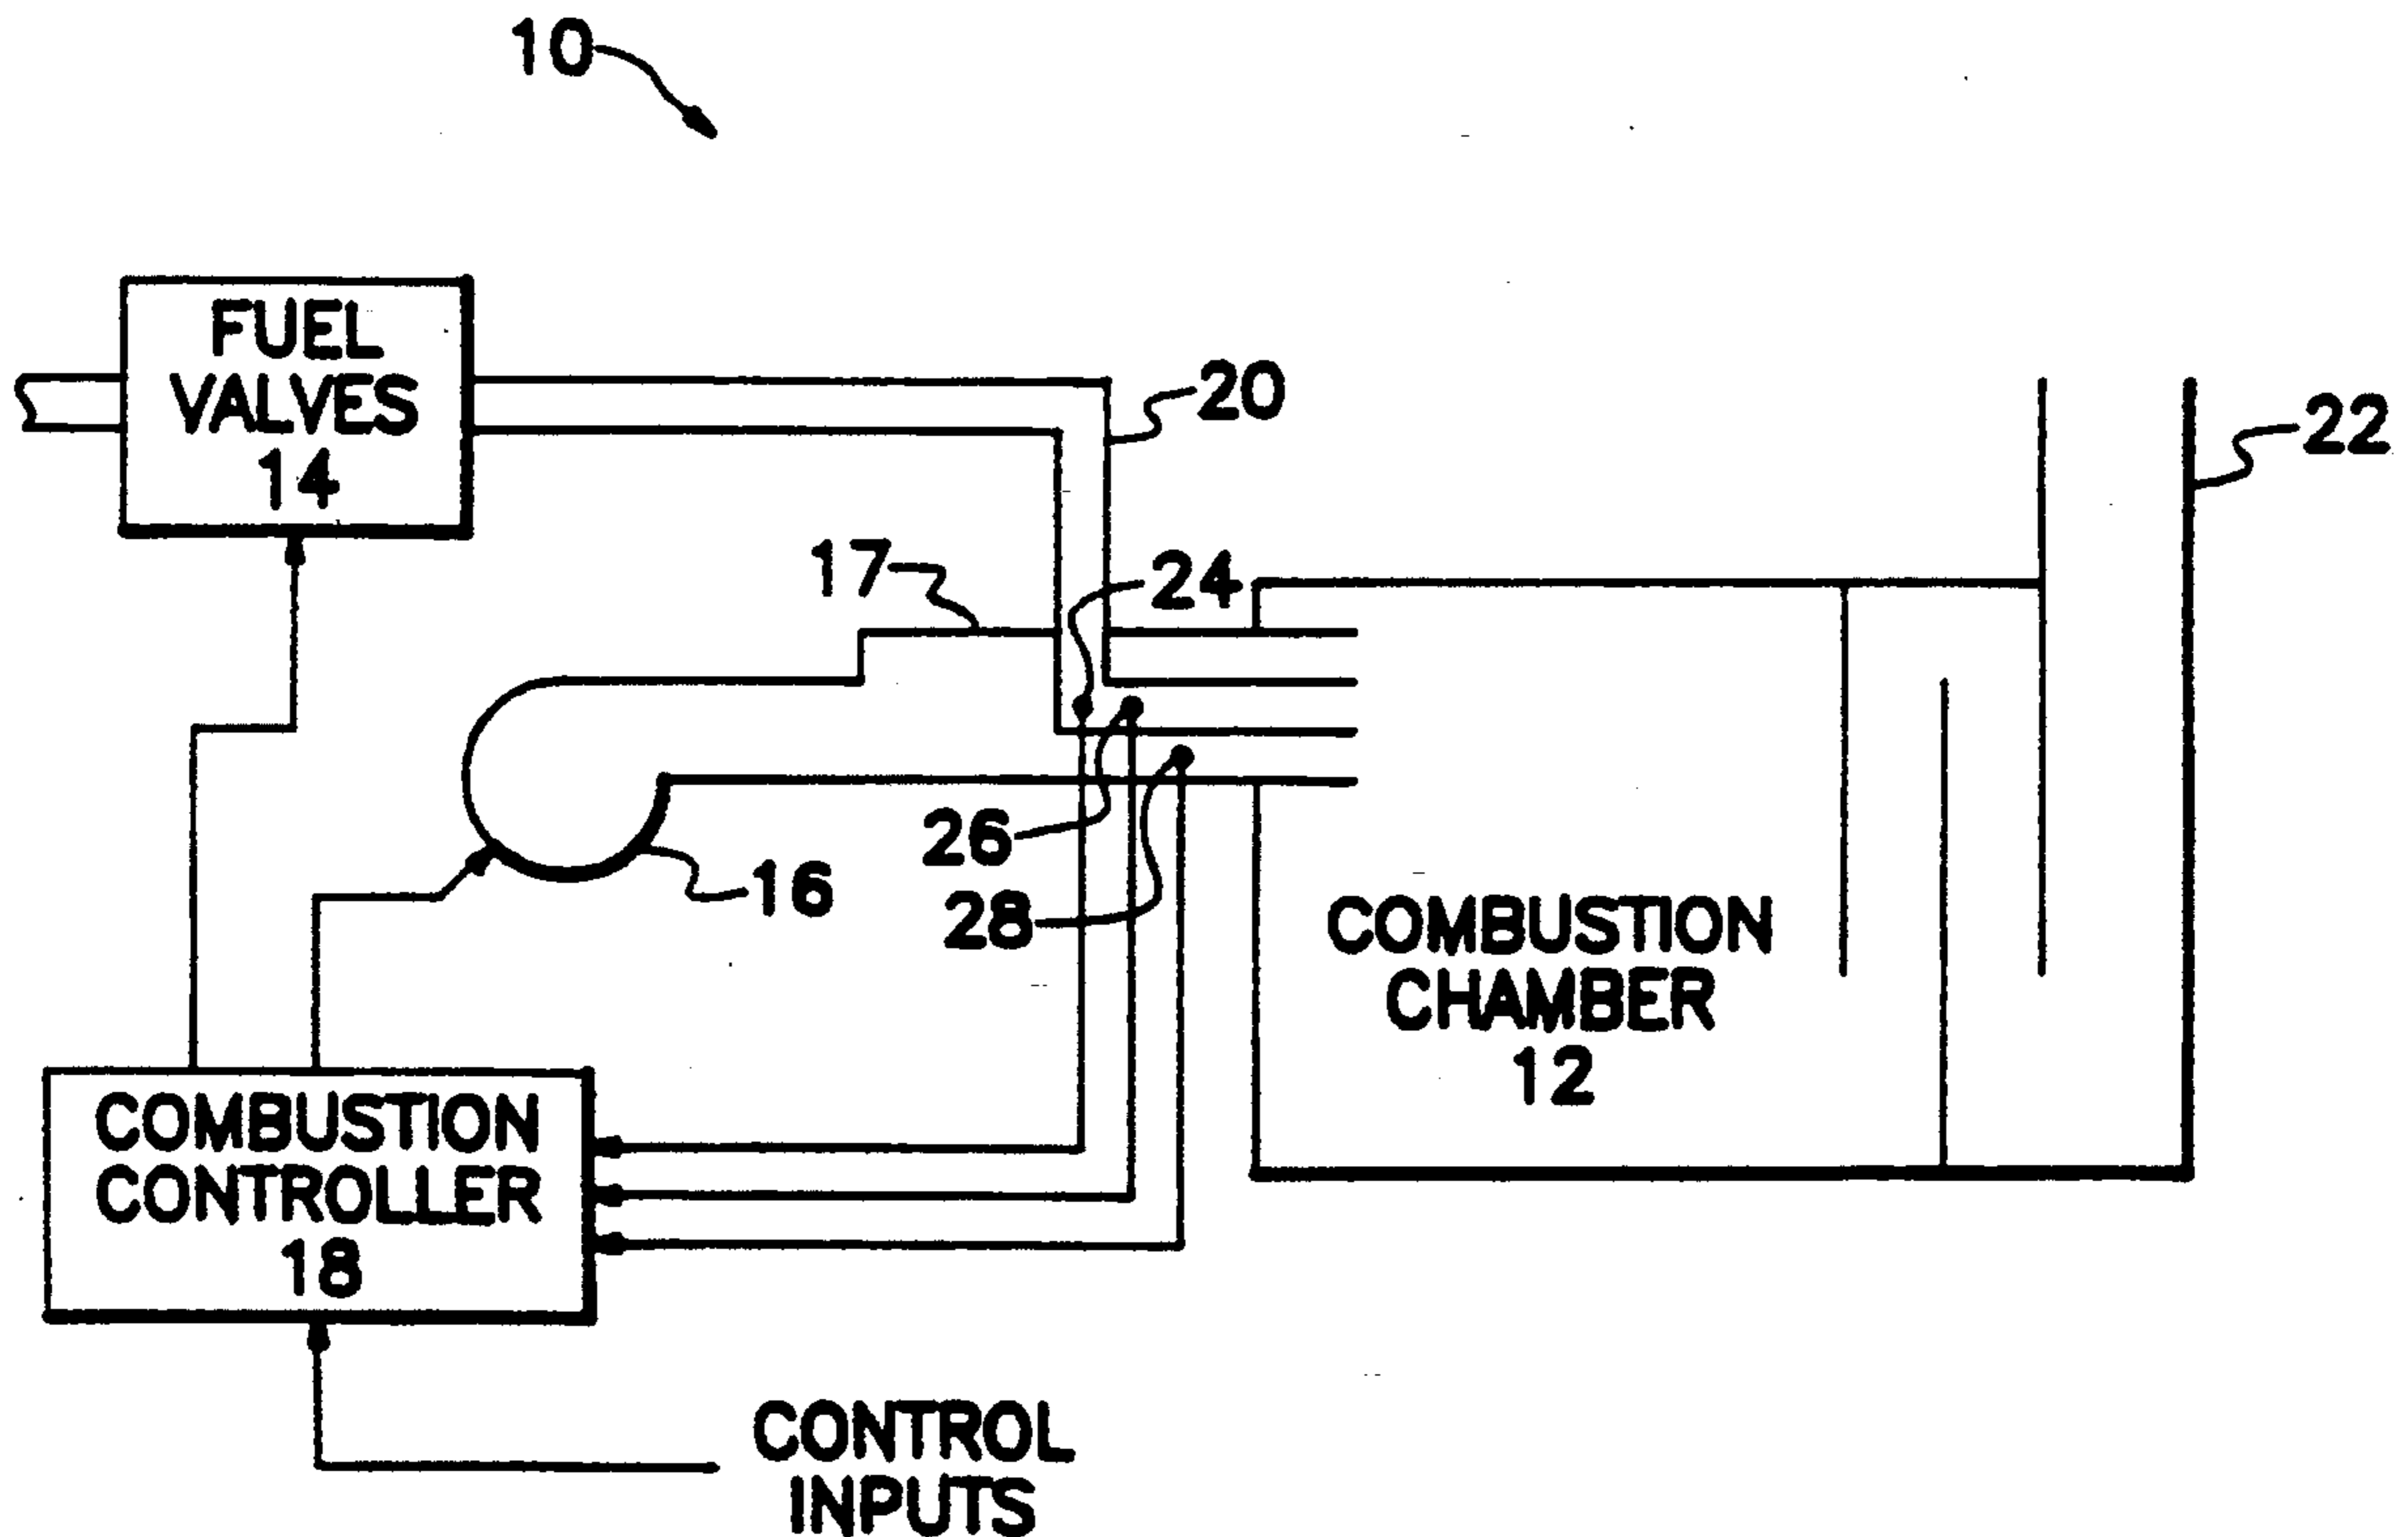 10
FUEL
VALVES
14
20
22
17
24
26
16
28
COMBUSTION
CHAMBER
12
COMBUSTION
CONTROLLER
18
CONTROL
INPUTS